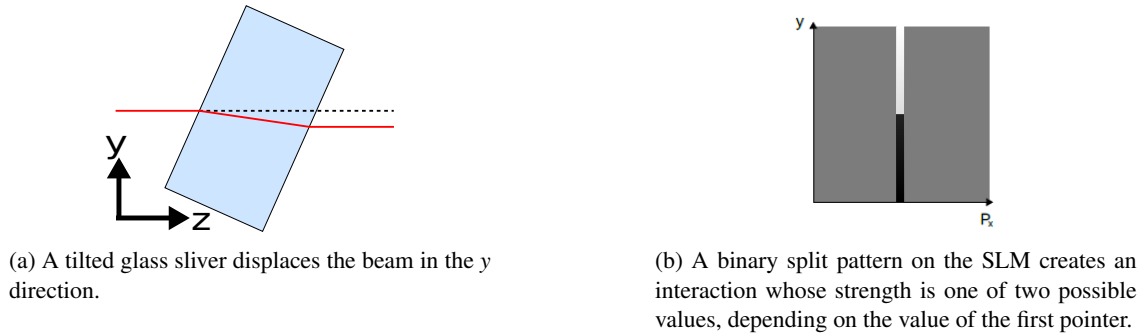 y
z
(a) A tilted glass sliver displaces the beam in the y
direction.
y
Px
(b) A binary split pattern on the SLM creates an
interaction whose strength is one of two possible
values, depending on the value of the first pointer.